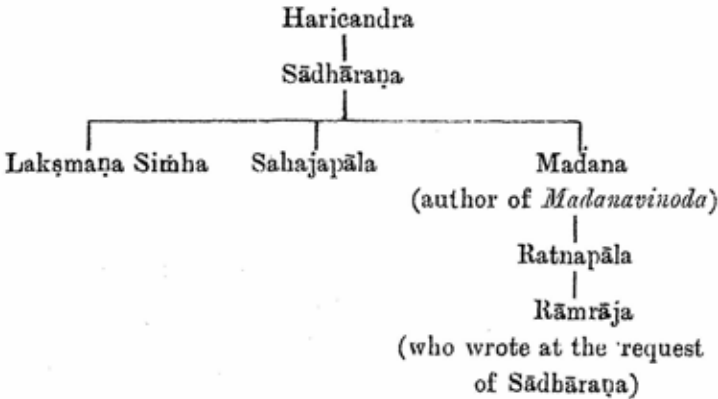 Haricandra
Sādhāraṇa
Lakṣmaṇa Siṁha Sahajapāla Madana
(author of Madanavinoda)
Ratnapāla
Rāmrāja
(who wrote at the request
of Sādhāraṇa)